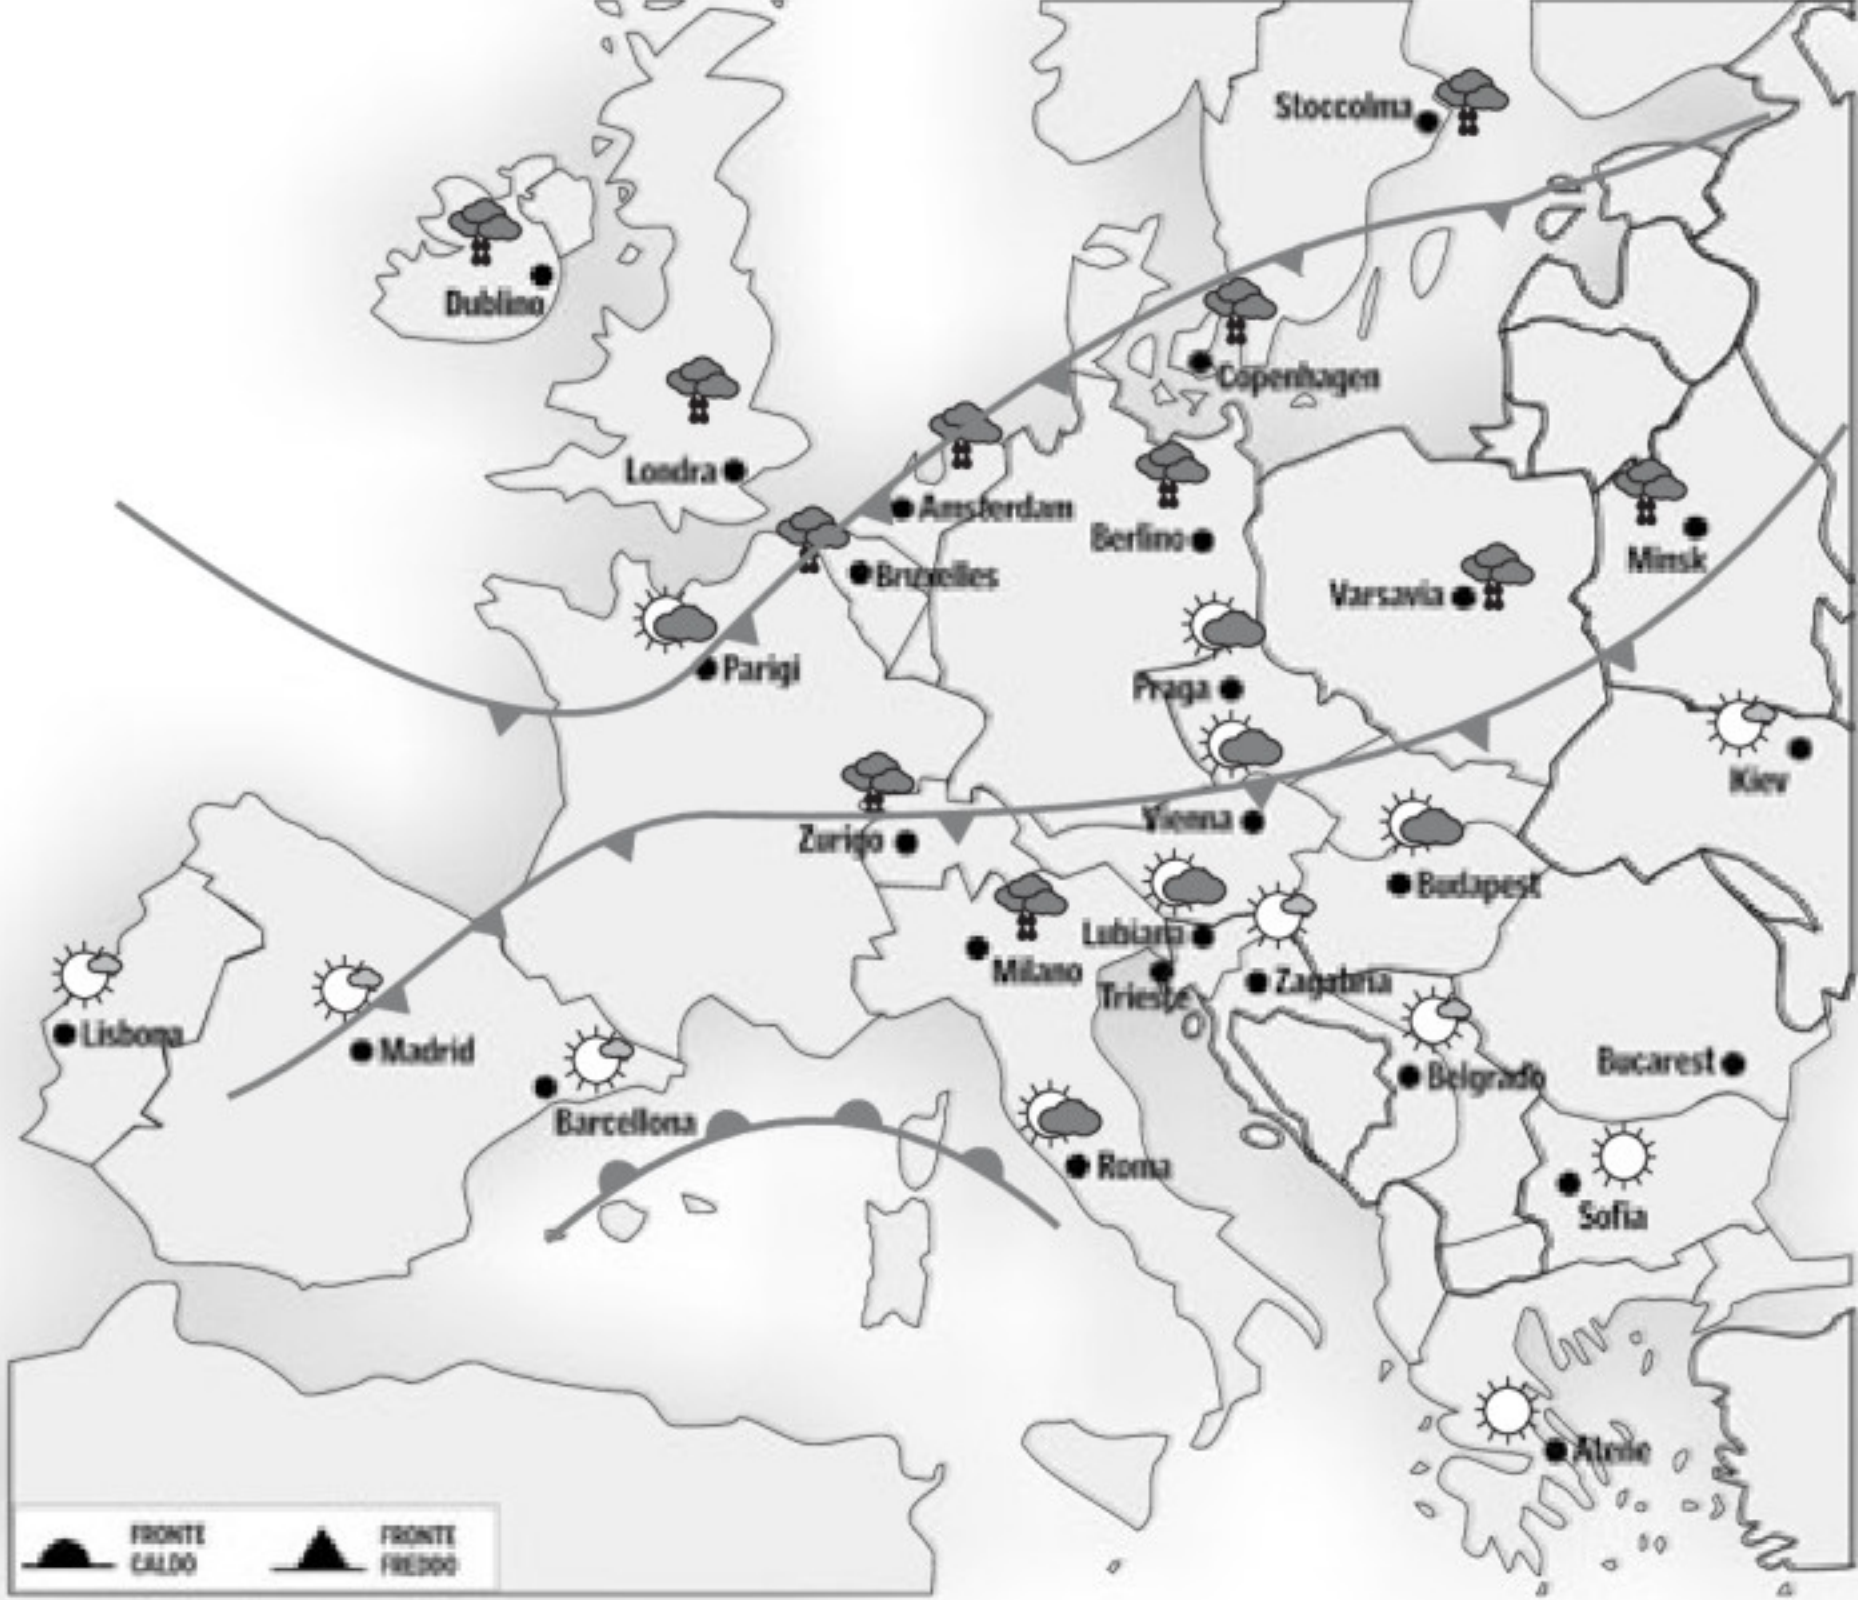 Stoccolma
Dublino
Copenhagen
Londra
Amsterdam
Berlino
Minsk
Bruxelles
Varsavia
Parigi
Praga
Kiev
Vienna
Zurigo
Budapest
Lubiana
Milano
Trieste
Zagabria
Lisbona
Madrid
Bucarest
Belgrado
Barcellona
Roma
Sofia
Atene
FRONTE
CALDO
FRONTE
FREDDO